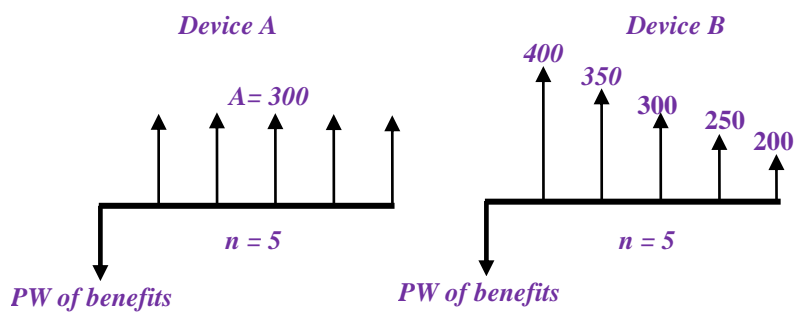 Device A
A= 300
n = 5
PW of benefits
Device B
400
350
300
250
200
n = 5
PW of benefits